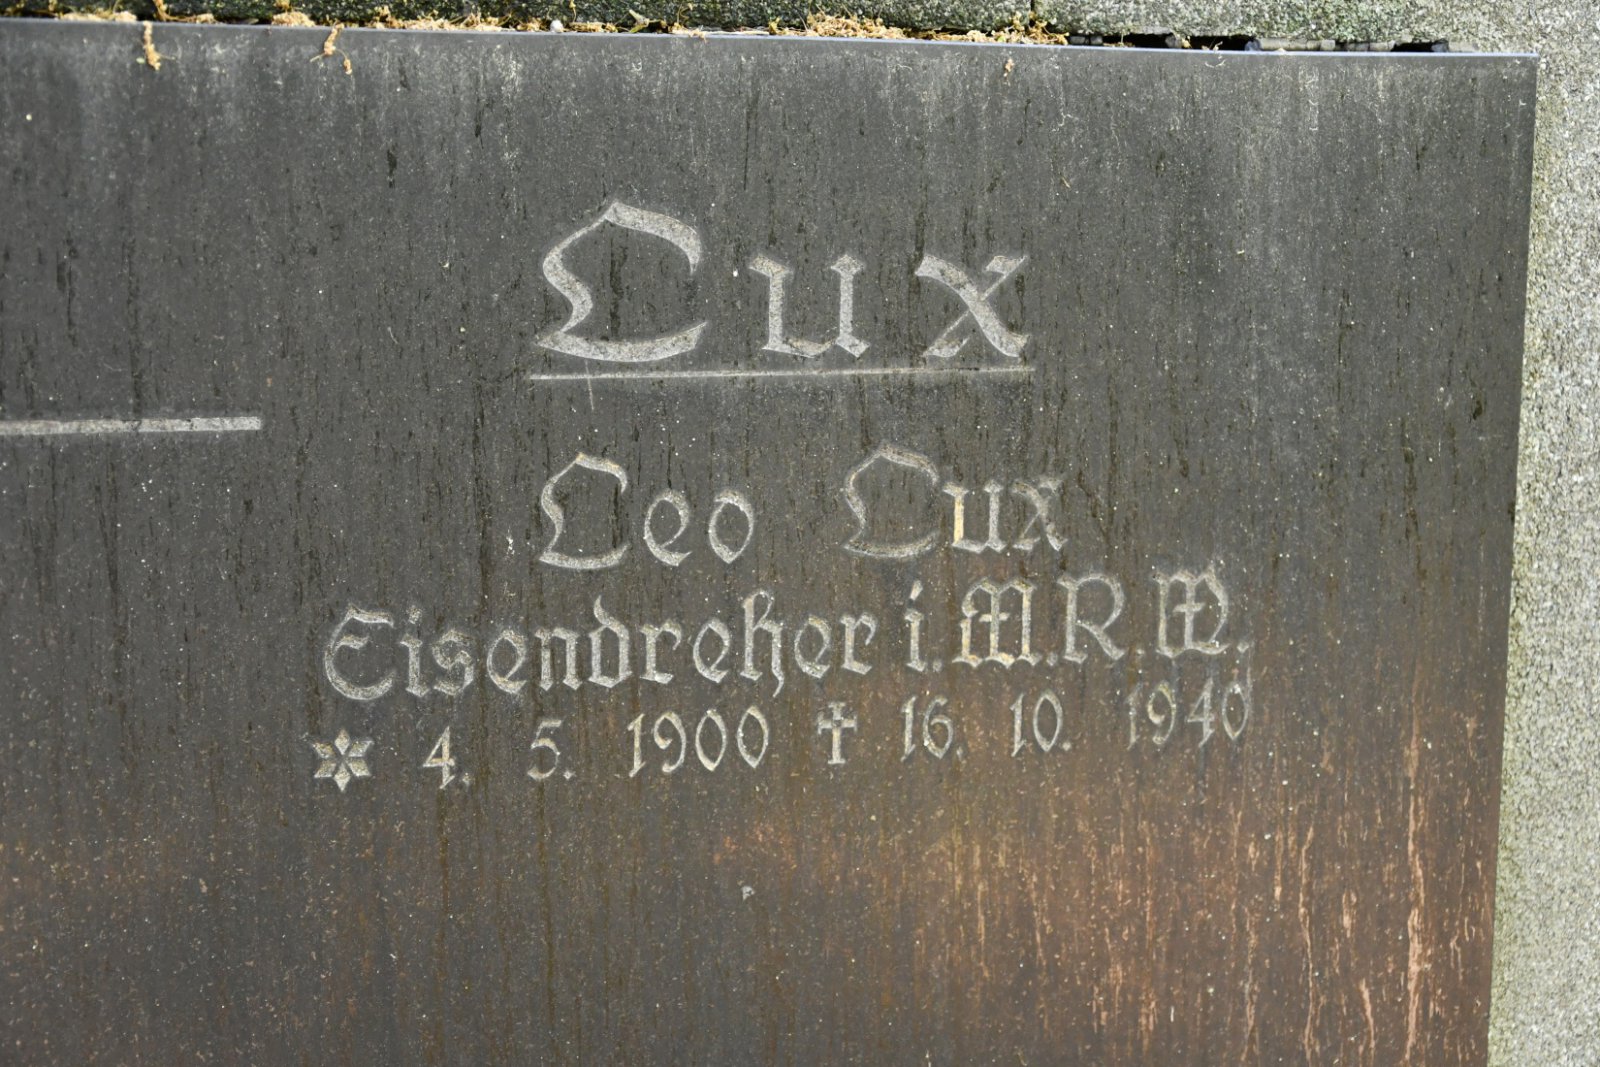 Lux
Leo Lux
Eisendreher i. M. R. W.
* 4. 5. 1900 † 16. 10. 1940